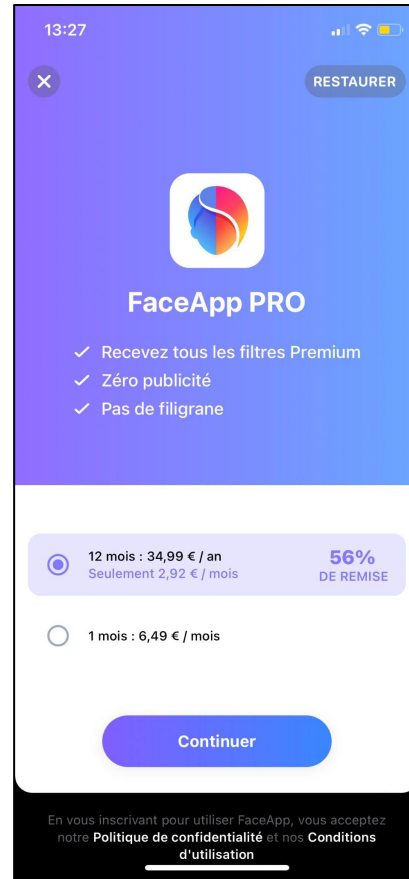 13:27
RESTAURER
FaceApp PRO
✓ Recevez tous les filtres Premium
✓ Zéro publicité
✓ Pas de filigrane
12 mois : 34,99 € / an
Seulement 2,92 € / mois
56%
DE REMISE
1 mois : 6,49 € / mois
Continuer
En vous inscrivant pour utiliser FaceApp, vous acceptez
notre Politique de confidentialité et nos Conditions
d'utilisation